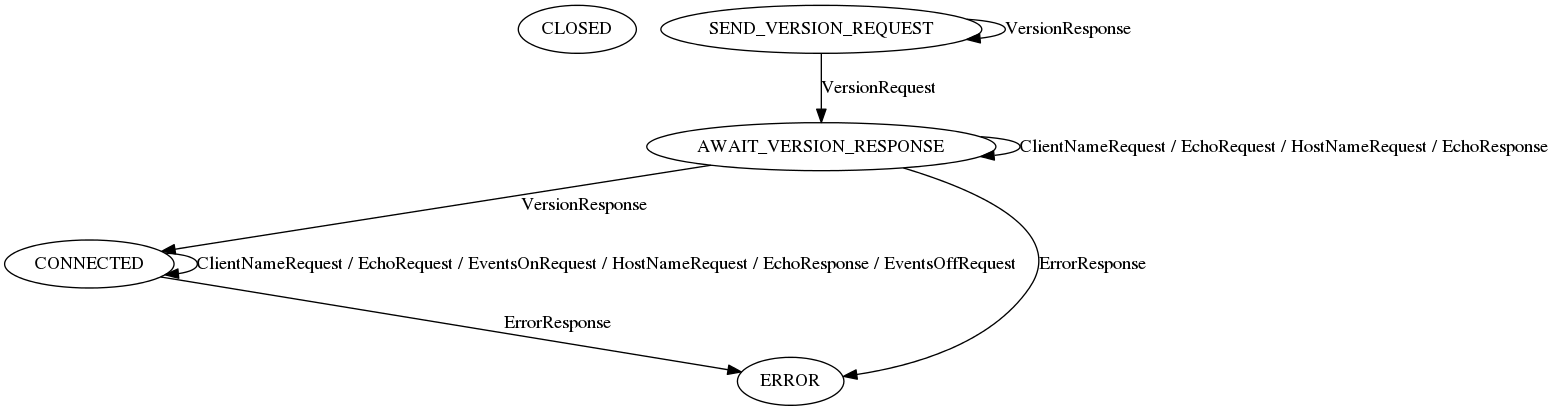 CLOSED
SEND_VERSION_REQUEST
VersionResponse
VersionRequest
AWAIT_VERSION_RESPONSE
ClientNameRequest / EchoRequest / HostNameRequest / EchoResponse
VersionResponse
CONNECTED
ClientNameRequest / EchoRequest / EventsOnRequest / HostNameRequest / EchoResponse / EventsOffRequest
ErrorResponse
ErrorResponse
ERROR